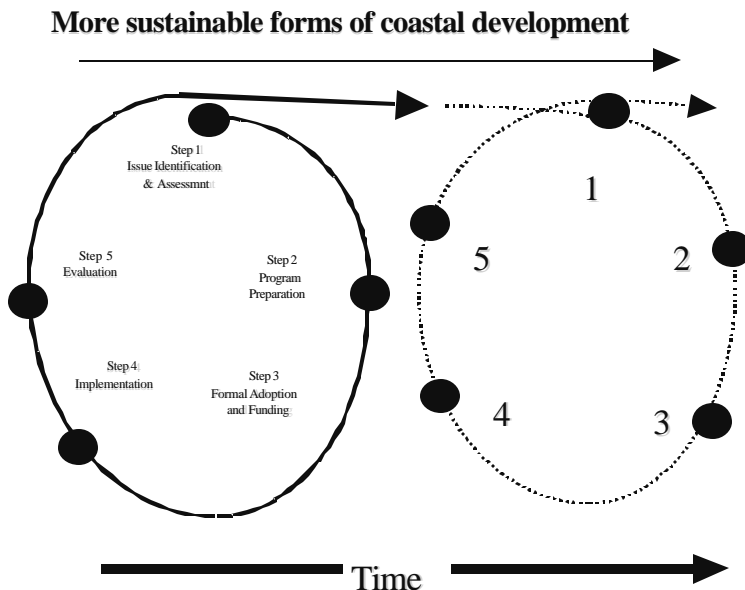 More sustainable forms of coastal development
Step 1
Issue Identification
& Assessmnt
Step 5
Evaluation
Step 2
Program
Preparation
Step 4
Implementation
Step 3
Formal Adoption
and Funding
1
5
2
4
3
Time